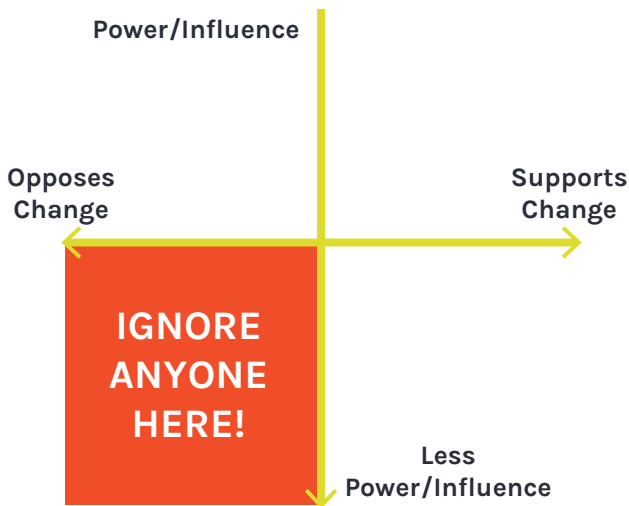 Power/Influence
Opposes
Change
Supports
Change
IGNORE
ANYONE
HERE!
Less
Power/Influence